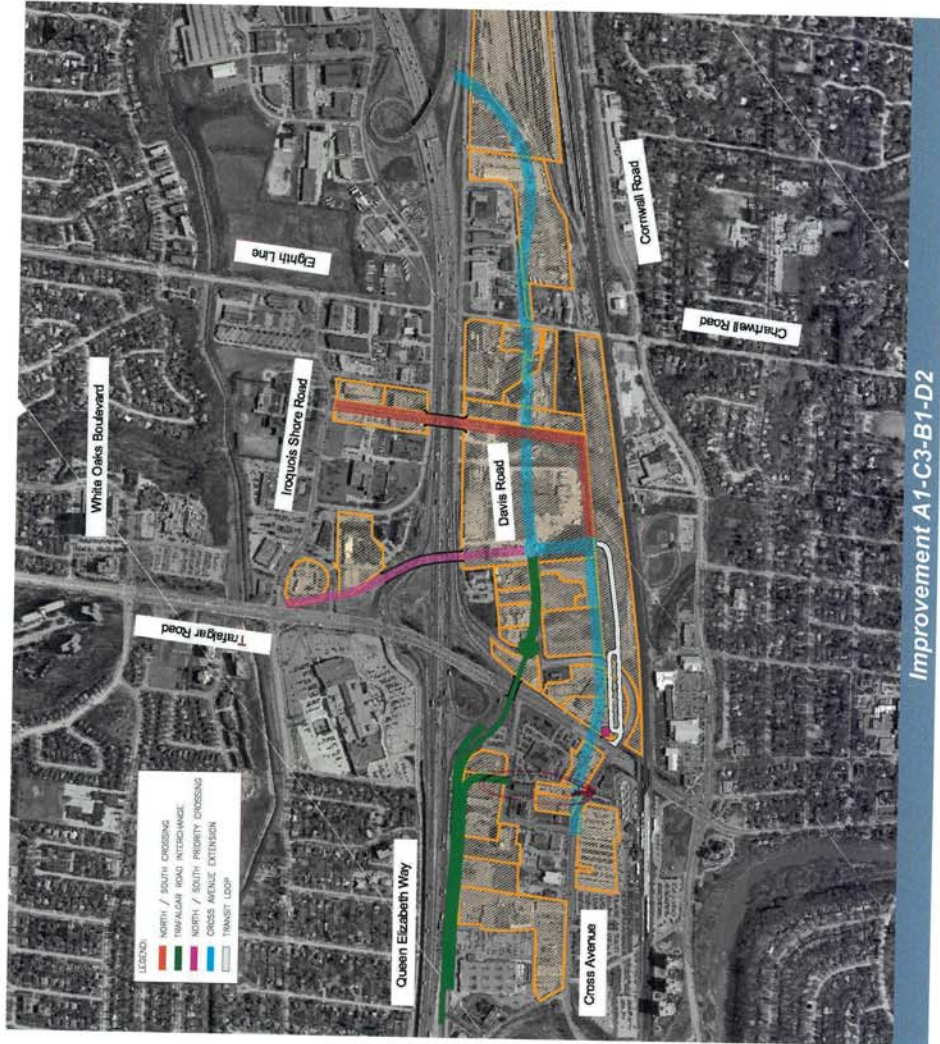 White Oaks Boulevard
Eighth Line
Iroquois Shore Road
Trafalgar Road
LEGEND:
NORTH / SOUTH CROSSING
TRAFALGAR ROAD INTERCHANGE
NORTH / SOUTH PRIORITY CROSSING
CROSS AVENUE EXTENSION
TRANSIT LOOP
Queen Elizabeth Way
Davis Road
Cornwall Road
Chartwell Road
Cross Avenue
Improvement A1-C3-B1-D2